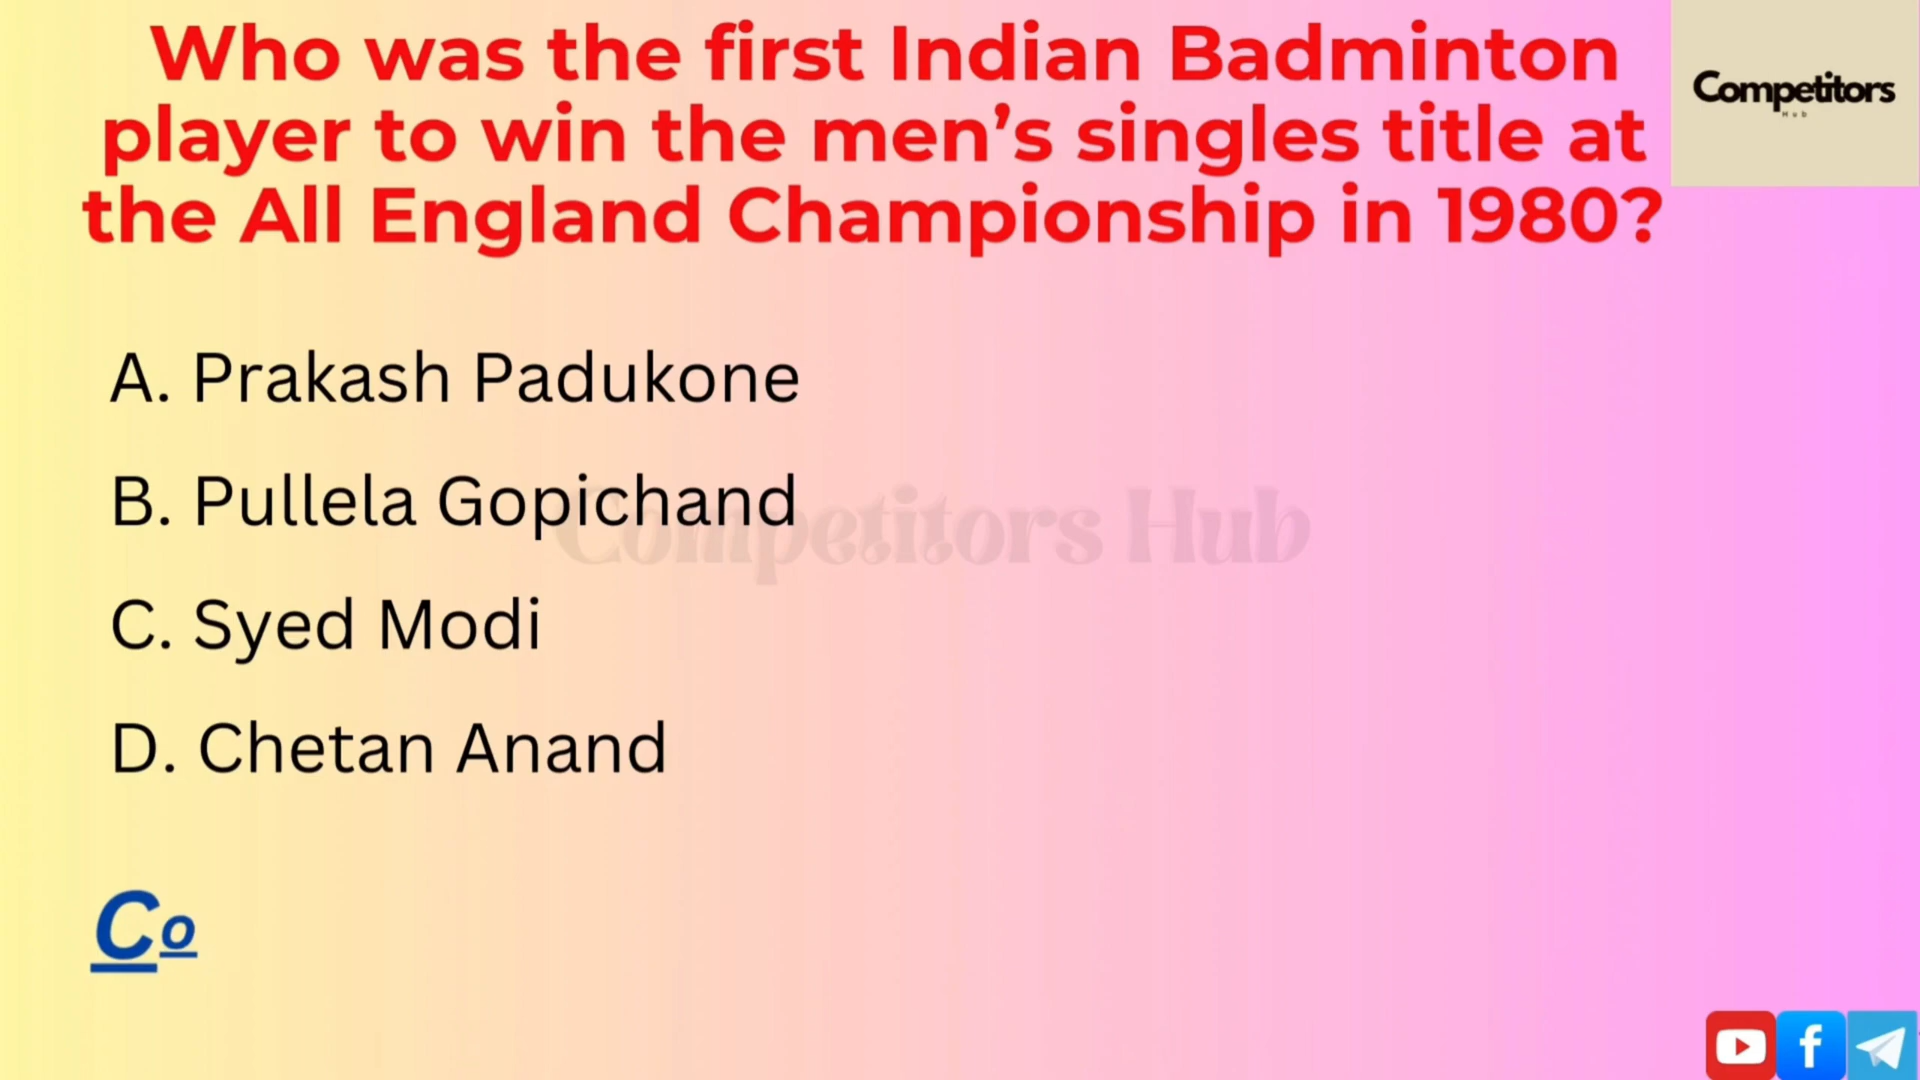 Who was the first Indian Badminton
player to win the men’s singles title at
the All England Championship in 1980?
Competitors
Hub
A. Prakash Padukone
B. Pullela Gopichand
Competitors Hub
C. Syed Modi
D. Chetan Anand
Co